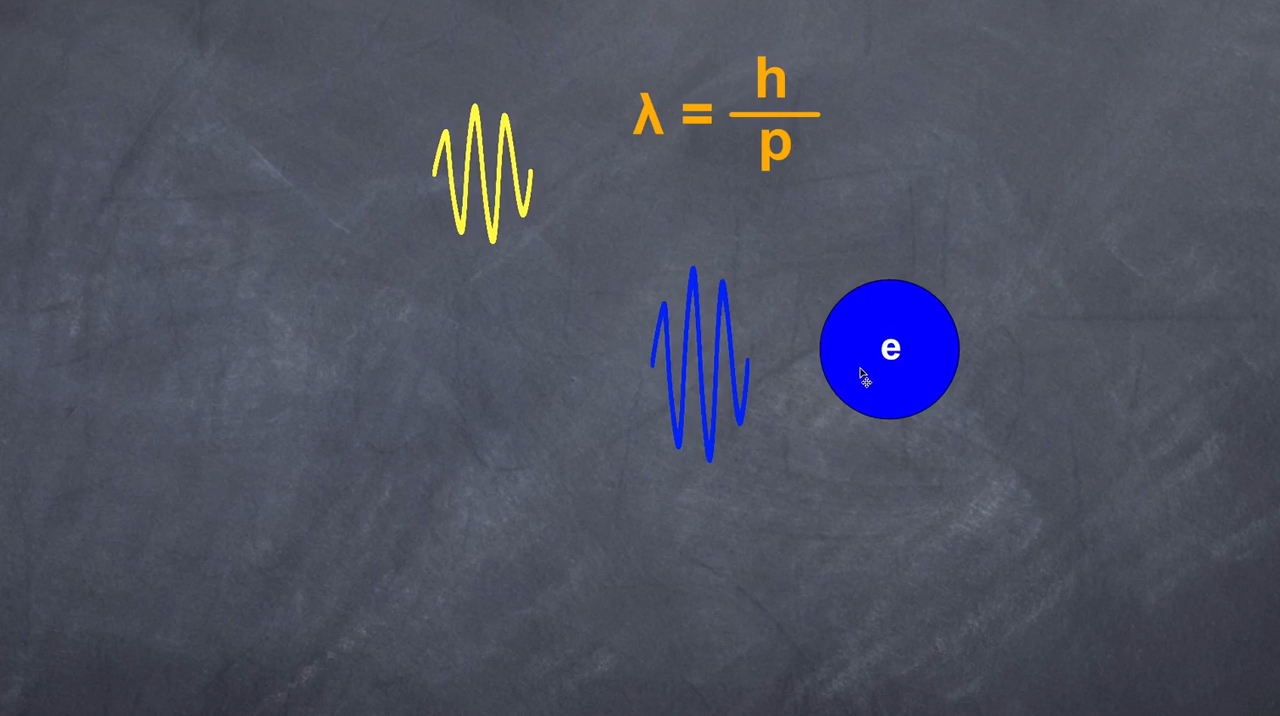 λ = h/p
e